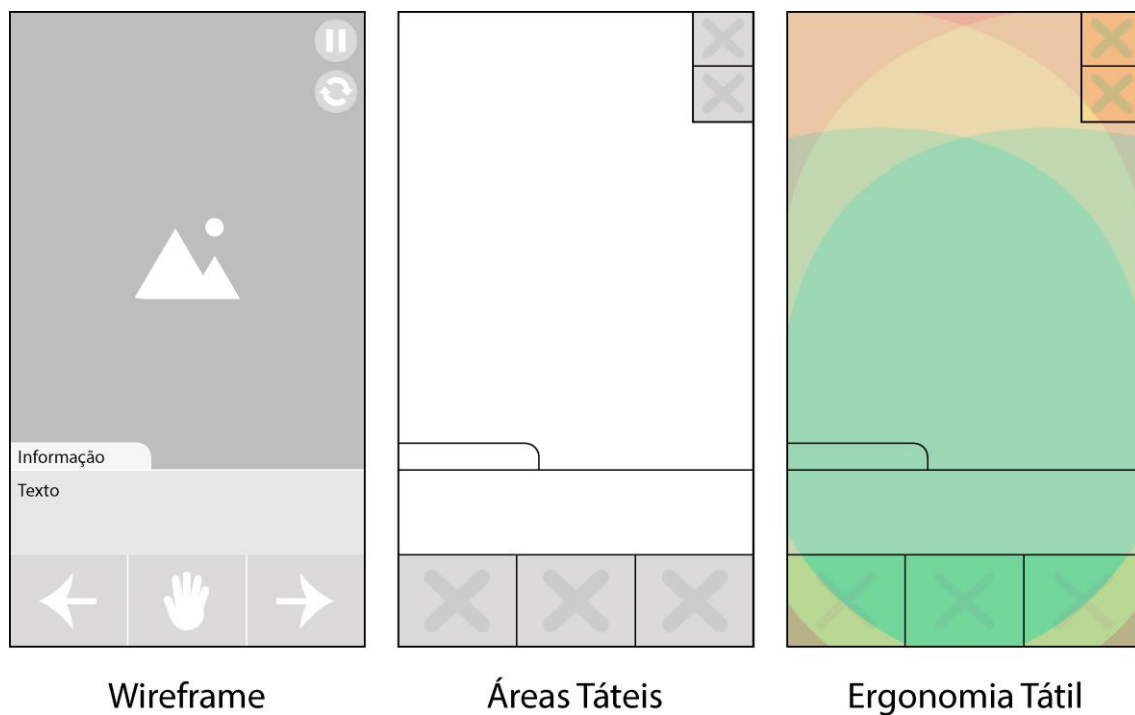 Informação
Texto
Wireframe
Áreas Táteis
Ergonomia Tátil